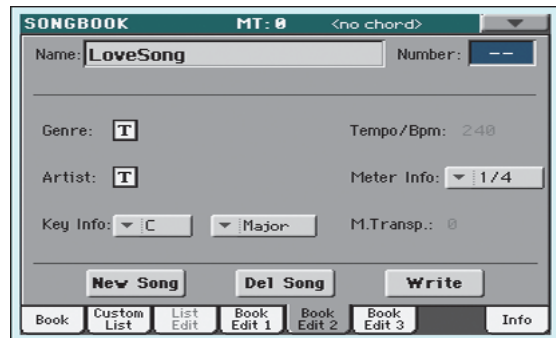 SONGBOOK MT: 0 <no chord>
Name: LoveSong Number: --
Genre: T Tempo/Bpm: 240
Artist: T Meter Info: 1/4
Key Info: C Major M.Transp.: 0
New Song Del Song Write
Book Custom List List Edit Book Edit 1 Book Edit 2 Book Edit 3 Info